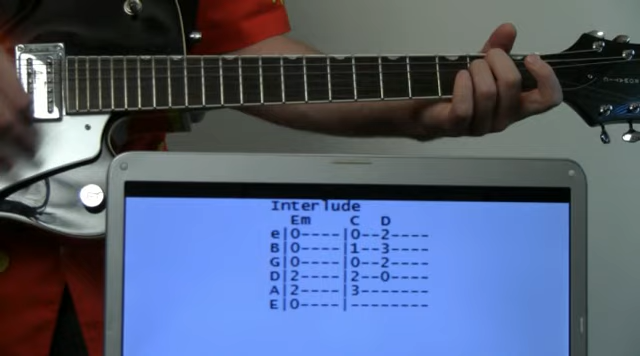 Interlude
Em C D
e|0-----|0--2----
B|0-----|1--3----
G|0-----|0--2----
D|2-----|2--0----
A|2-----|3-------
E|0-----|--------